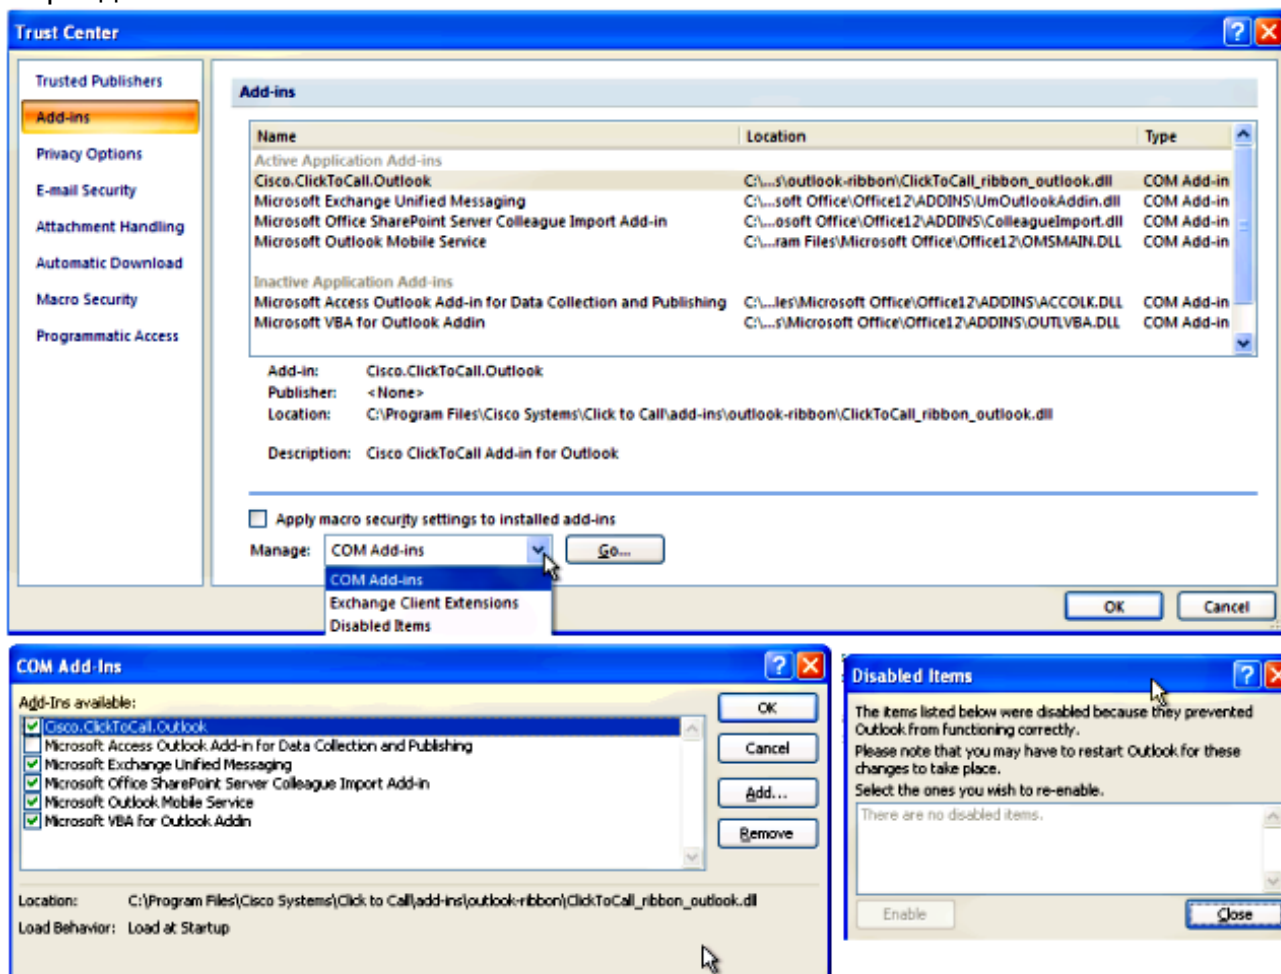 Trust Center
Trusted Publishers
Add-ins
Privacy Options
E-mail Security
Attachment Handling
Automatic Download
Macro Security
Programmatic Access
Add-ins
Name Location Type
Active Application Add-ins
Cisco.ClickToCall.Outlook C:\...s\outlook-ribbon\ClickToCall_ribbon_outlook.dll COM Add-in
Microsoft Exchange Unified Messaging C:\...soft Office\Office12\ADDINS\UmOutlookAddin.dll COM Add-in
Microsoft Office SharePoint Server Colleague Import Add-in C:\...osoft Office\Office12\ADDINS\ColleagueImport.dll COM Add-in
Microsoft Outlook Mobile Service C:\...ram Files\Microsoft Office\Office12\OMSMAIN.DLL COM Add-in
Inactive Application Add-ins
Microsoft Access Outlook Add-in for Data Collection and Publishing C:\...les\Microsoft Office\Office12\ADDINS\ACCOLK.DLL COM Add-in
Microsoft VBA for Outlook Addin C:\...s\Microsoft Office\Office12\ADDINS\OUTLVBA.DLL COM Add-in
Add-in: Cisco.ClickToCall.Outlook
Publisher: <None>
Location: C:\Program Files\Cisco Systems\Click to Call\add-ins\outlook-ribbon\ClickToCall_ribbon_outlook.dll
Description: Cisco ClickToCall Add-in for Outlook
Apply macro security settings to installed add-ins
Manage: COM Add-ins Go...
COM Add-ins
Exchange Client Extensions
Disabled Items
OK Cancel
COM Add-Ins
Add-Ins available:
Cisco.ClickToCall.Outlook
Microsoft Access Outlook Add-in for Data Collection and Publishing
Microsoft Exchange Unified Messaging
Microsoft Office SharePoint Server Colleague Import Add-in
Microsoft Outlook Mobile Service
Microsoft VBA for Outlook Addin
OK
Cancel
Add...
Remove
Location: C:\Program Files\Cisco Systems\Click to Call\add-ins\outlook-ribbon\ClickToCall_ribbon_outlook.dll
Load Behavior: Load at Startup
Disabled Items
The items listed below were disabled because they prevented
Outlook from functioning correctly.
Please note that you may have to restart Outlook for these
changes to take place.
Select the ones you wish to re-enable.
There are no disabled items.
Enable Close